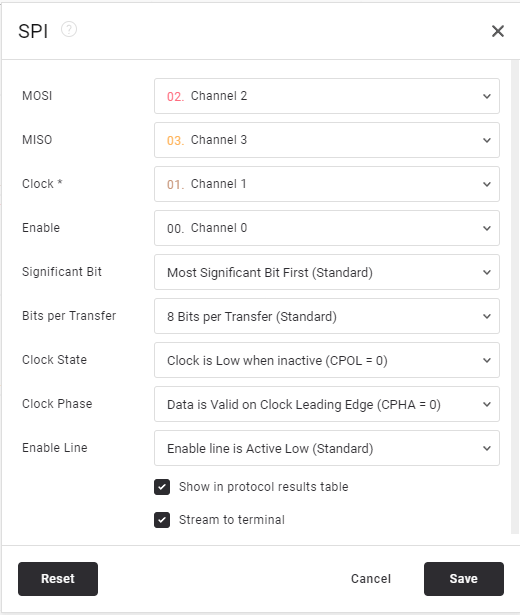 SPI ?
MOSI 02. Channel 2
MISO 03. Channel 3
Clock * 01. Channel 1
Enable 00. Channel 0
Significant Bit Most Significant Bit First (Standard)
Bits per Transfer 8 Bits per Transfer (Standard)
Clock State Clock is Low when inactive (CPOL = 0)
Clock Phase Data is Valid on Clock Leading Edge (CPHA = 0)
Enable Line Enable line is Active Low (Standard)
Show in protocol results table
Stream to terminal
Reset Cancel Save